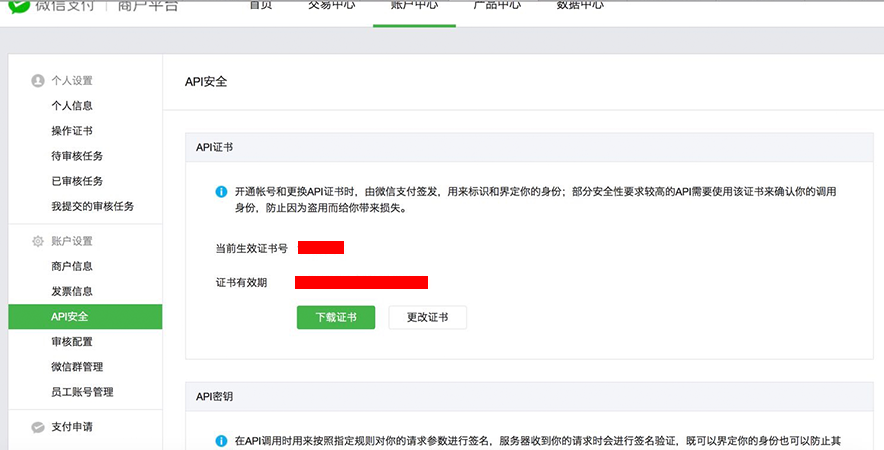 微信支付 | 商户平台 首页 交易中心 账户中心 产品中心 数据中心
个人设置
个人信息
操作证书
待审核任务
已审核任务
我提交的审核任务
账户设置
商户信息
发票信息
API安全
审核配置
微信群管理
员工账号管理
支付申请
API安全
API证书
开通帐号和更换API证书时，由微信支付签发，用来标识和界定你的身份；部分安全性要求较高的API需要使用该证书来确认你的调用
身份，防止因为盗用而给你带来损失。
当前生效证书号
证书有效期
下载证书 更改证书
API密钥
在API调用时用来按照指定规则对你的请求参数进行签名，服务器收到你的请求时会进行签名验证，既可以界定你的身份也可以防止其